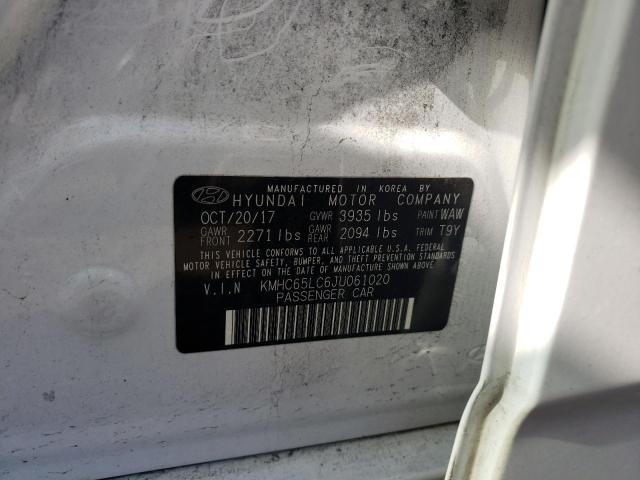 MANUFACTURED IN KOREA BY
HYUNDAI MOTOR COMPANY
OCT/20/17 GVWR 3935 lbs PAINT WAW
GAWR FRONT 2271 lbs GAWR REAR 2094 lbs TRIM T9Y
THIS VEHICLE CONFORMS TO ALL APPLICABLE U.S.A. FEDERAL
MOTOR VEHICLE SAFETY, BUMPER, AND THEFT PREVENTION STANDARDS
IN EFFECT ON THE DATE OF MANUFACTURE SHOWN ABOVE.
V.I.N KMHC65LC6JU061020
PASSENGER CAR